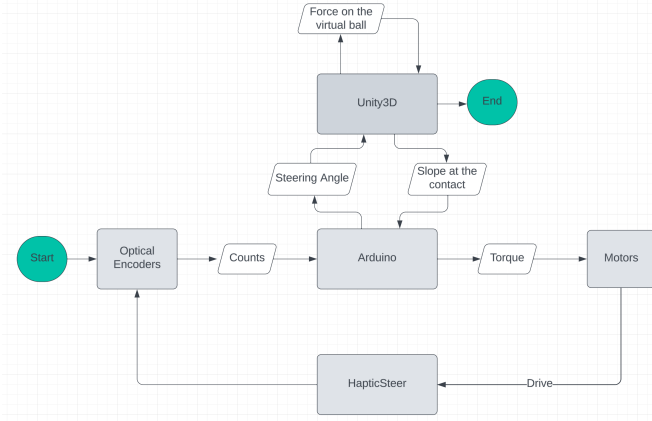 Force on the
virtual ball
Unity3D
End
Steering Angle
Slope at the
contact
Start
Optical
Encoders
Counts
Arduino
Torque
Motors
HapticSteer
Drive